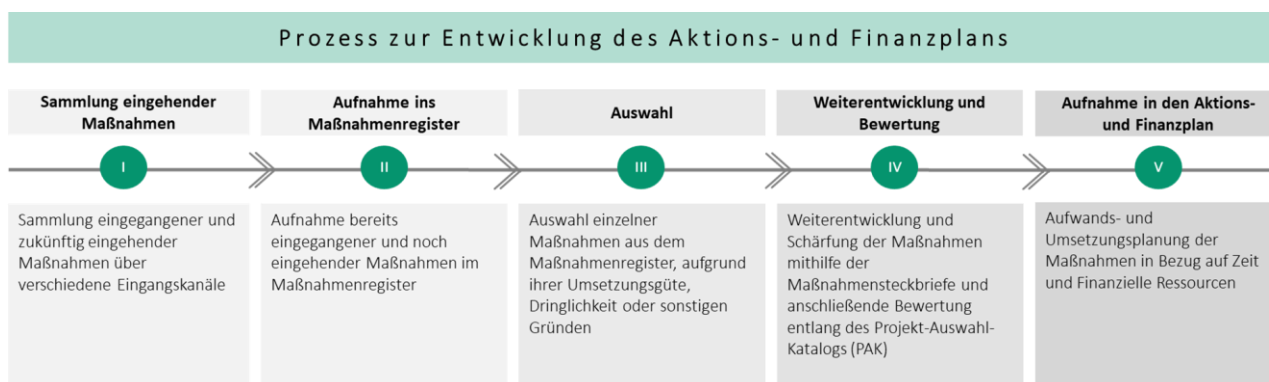 Prozess zur Entwicklung des Aktions- und Finanzplans
Sammlung eingehender
Maßnahmen
Aufnahme ins
Maßnahmenregister
Auswahl
Weiterentwicklung und
Bewertung
Aufnahme in den Aktions-
und Finanzplan
I
II
III
IV
V
Sammlung eingegangener und
zukünftig eingehender
Maßnahmen über
verschiedene Eingangskanäle
Aufnahme bereits
eingegangener und noch
eingehender Maßnahmen im
Maßnahmenregister
Auswahl einzelner
Maßnahmen aus dem
Maßnahmenregister, aufgrund
ihrer Umsetzungsgüte,
Dringlichkeit oder sonstigen
Gründen
Weiterentwicklung und
Schärfung der Maßnahmen
mithilfe der
Maßnahmensteckbriefe und
anschließende Bewertung
entlang des Projekt-Auswahl-
Katalogs (PAK)
Aufwands- und
Umsetzungsplanung der
Maßnahmen in Bezug auf Zeit
und Finanzielle Ressourcen